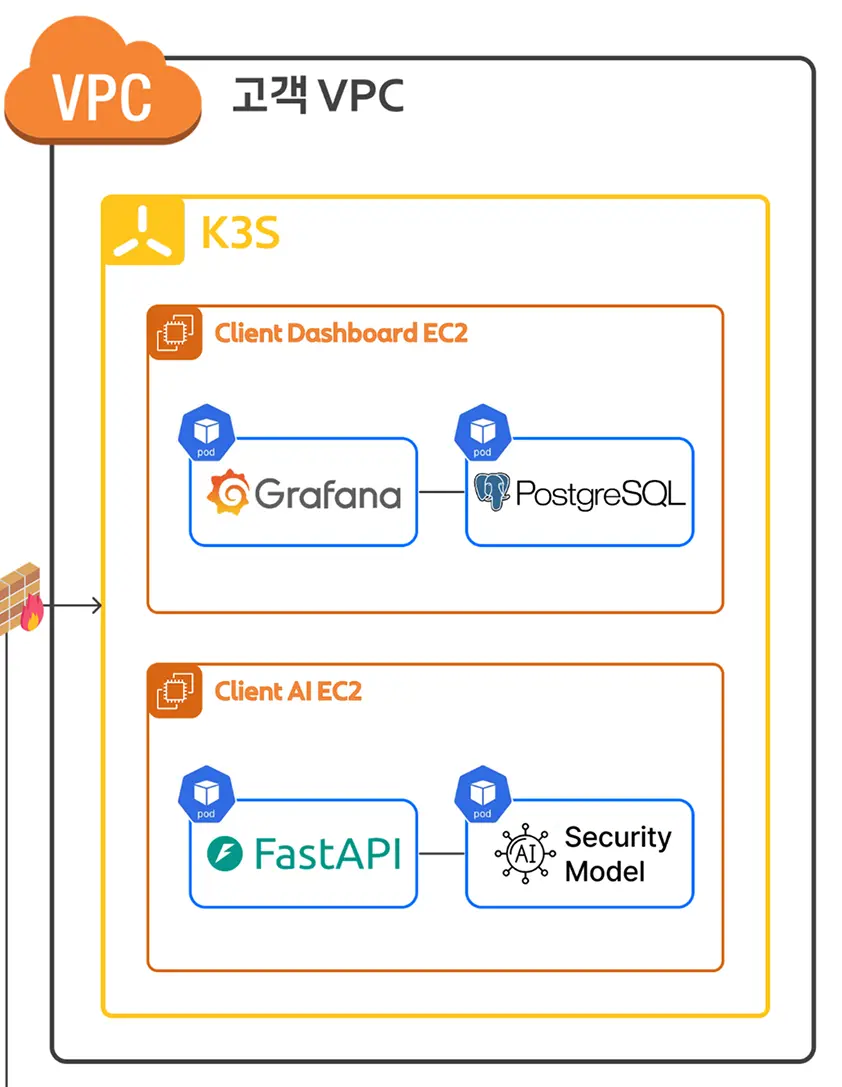 VPC
고객 VPC
K3S
Client Dashboard EC2
pod
pod
Grafana
PostgreSQL
Client AI EC2
pod
pod
FastAPI
AI
Security
Model